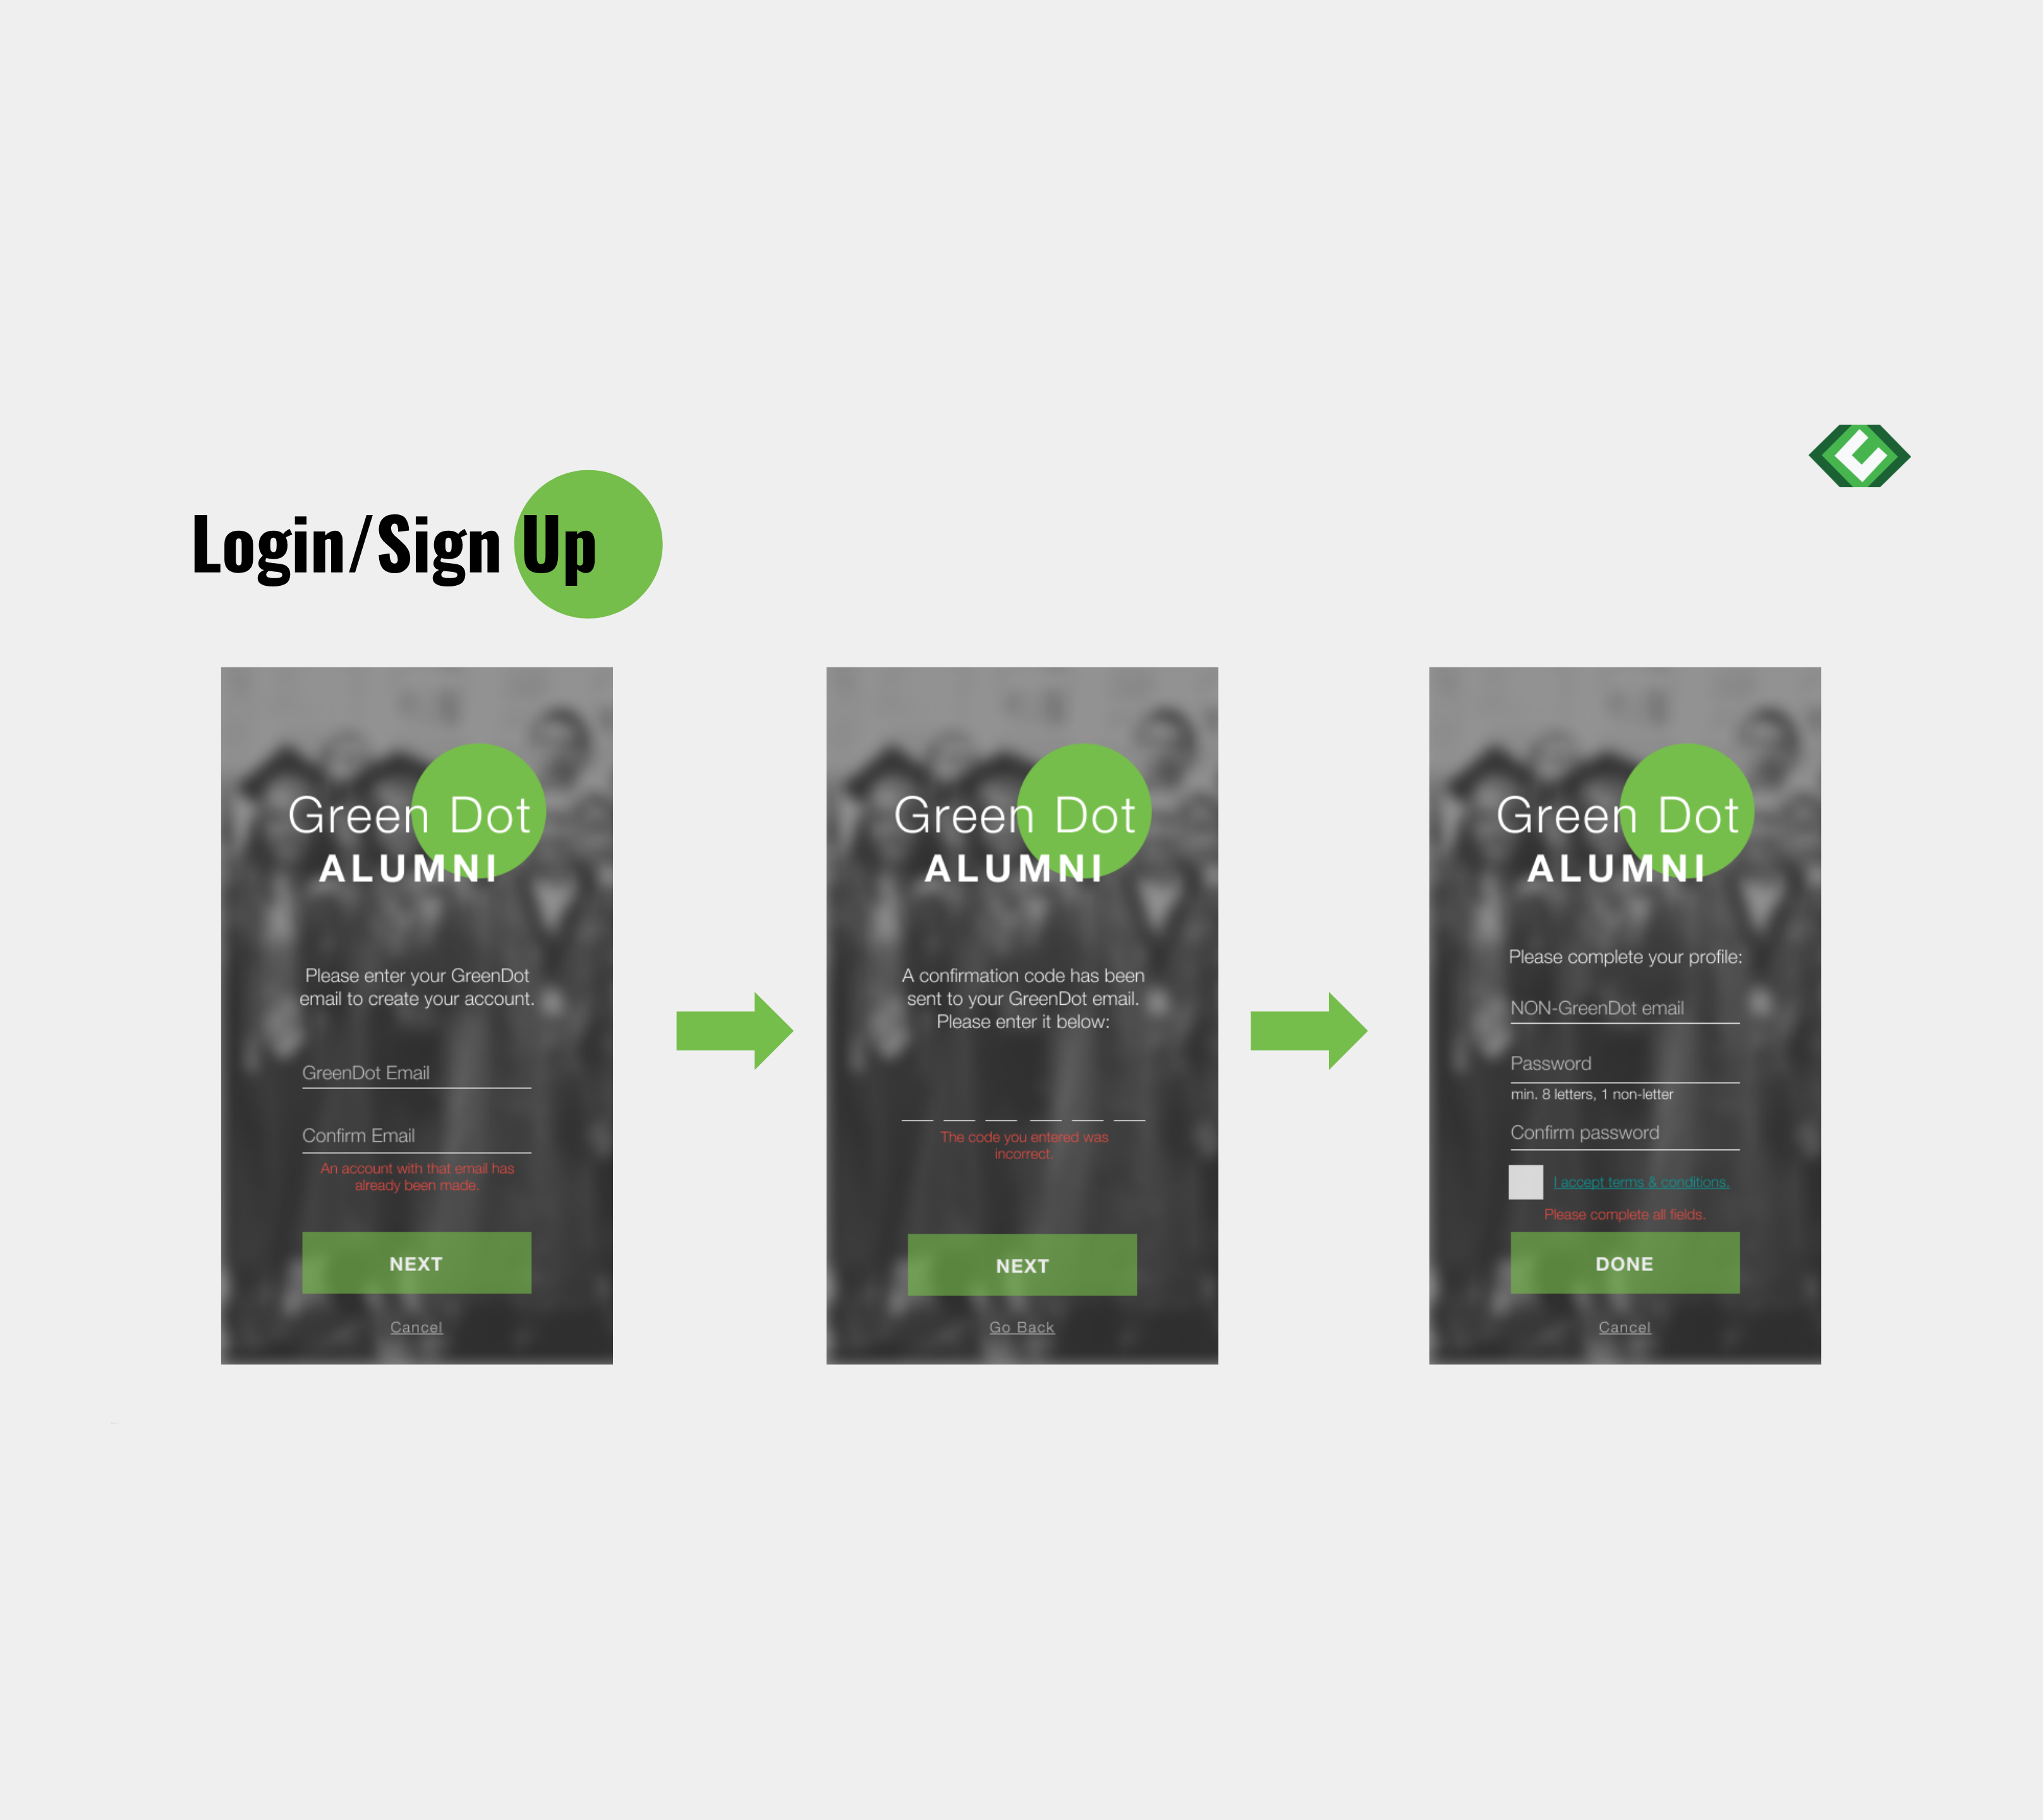 Login/Sign Up
Green Dot
ALUMNI
Please enter your GreenDot
email to create your account.
GreenDot Email
Confirm Email
An account with that email has
already been made.
NEXT
Cancel
Green Dot
ALUMNI
A confirmation code has been
sent to your GreenDot email.
Please enter it below:
The code you entered was
incorrect.
NEXT
Go Back
Green Dot
ALUMNI
Please complete your profile:
NON-GreenDot email
Password
min. 8 letters, 1 non-letter
Confirm password
I accept terms & conditions.
Please complete all fields.
DONE
Cancel